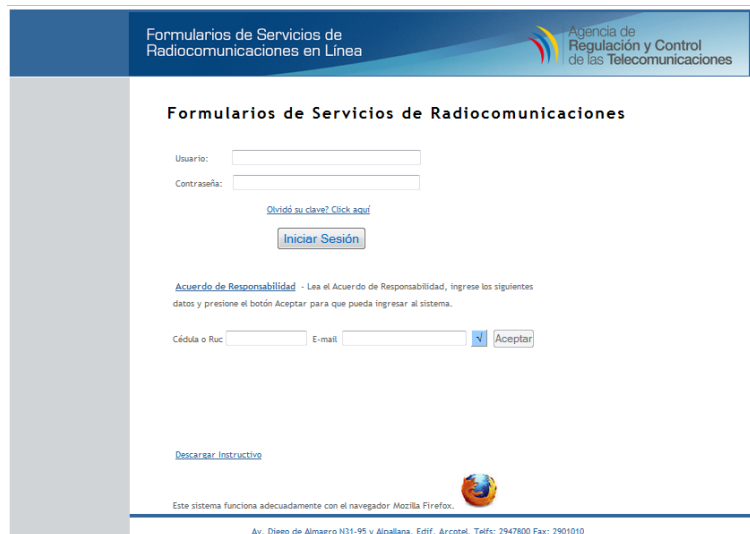 Formularios de Servicios de
Radiocomunicaciones en Línea
Agencia de
Regulación y Control
de las Telecomunicaciones
Formularios de Servicios de Radiocomunicaciones
Usuario:
Contraseña:
Olvidó su clave? Click aquí
Iniciar Sesión
Acuerdo de Responsabilidad - Lea el Acuerdo de Responsabilidad, ingrese los siguientes
datos y presione el botón Aceptar para que pueda ingresar al sistema.
Cédula o Ruc E-mail √ Aceptar
Descargar Instructivo
Este sistema funciona adecuadamente con el navegador Mozilla Firefox.
Av. Diego de Almagro N31-95 y Alpallana, Edif. Arcotel. Telfs: 2947800 Fax: 2901010